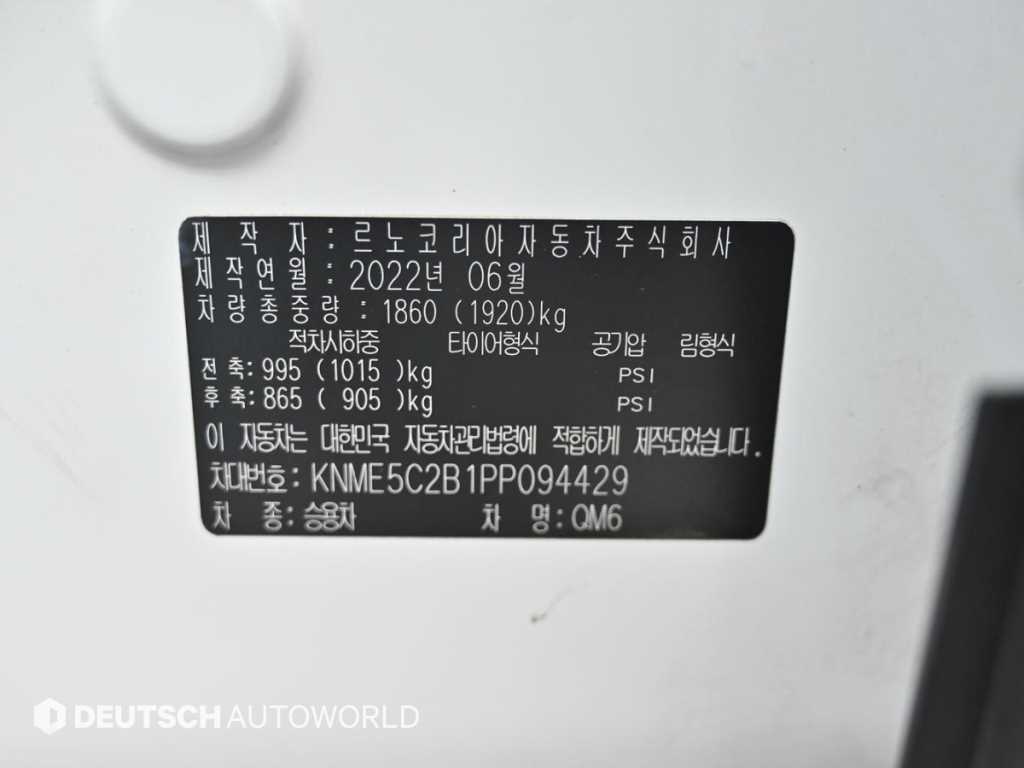 제 작 자 : 르노코리아자동차주식회사
제작연월 : 2022년 06월
차량총중량 : 1860 (1920)kg
적차시하중 타이어형식 공기압 림형식
전 축:995 (1015 )kg PSI
후 축:865 ( 905 )kg PSI
이 자동차는 대한민국 자동차관리법령에 적합하게 제작되었습니다.
차대번호: KNME5C2B1PP094429
차 종: 승용차 차 명: QM6
DEUTSCH AUTOWORLD